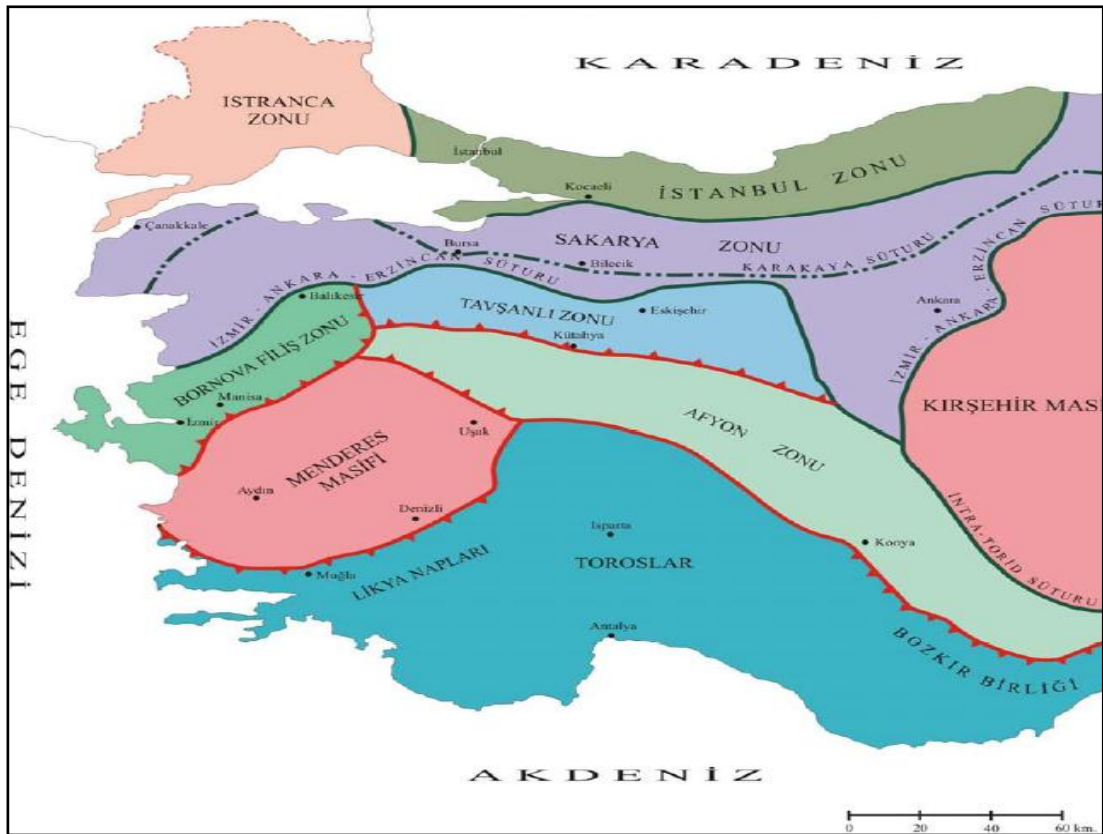 KARADENİZ
ISTRANCA
ZONU
İstanbul
Kocaeli
İSTANBUL ZONU
Çanakkale
Bursa
Bilecik
SAKARYA ZONU
KARAKAYA SÜTURU
İZMİR-ANKARA - ERZİNCAN SÜTURU
Balıkesir
TAVŞANLI ZONU
Eskişehir
Kütahya
Ankara
İZMİR-ANKARA- ERZİNCAN SÜTUR
EGE DENİZİ
BORNOVA FİLİŞ ZONU
Manisa
İzmir
Uşak
AFYON
ZONU
KIRŞEHİR MASİ
MENDERES
MASİFİ
Aydın
Denizli
Isparta
Konya
İNTRA-TORİD SÜTURU
Muğla
LİKYA NAPLARI
TOROSLAR
Antalya
BOZKIR BİRLİĞİ
AKDENİZ
0 20 40 60 km.